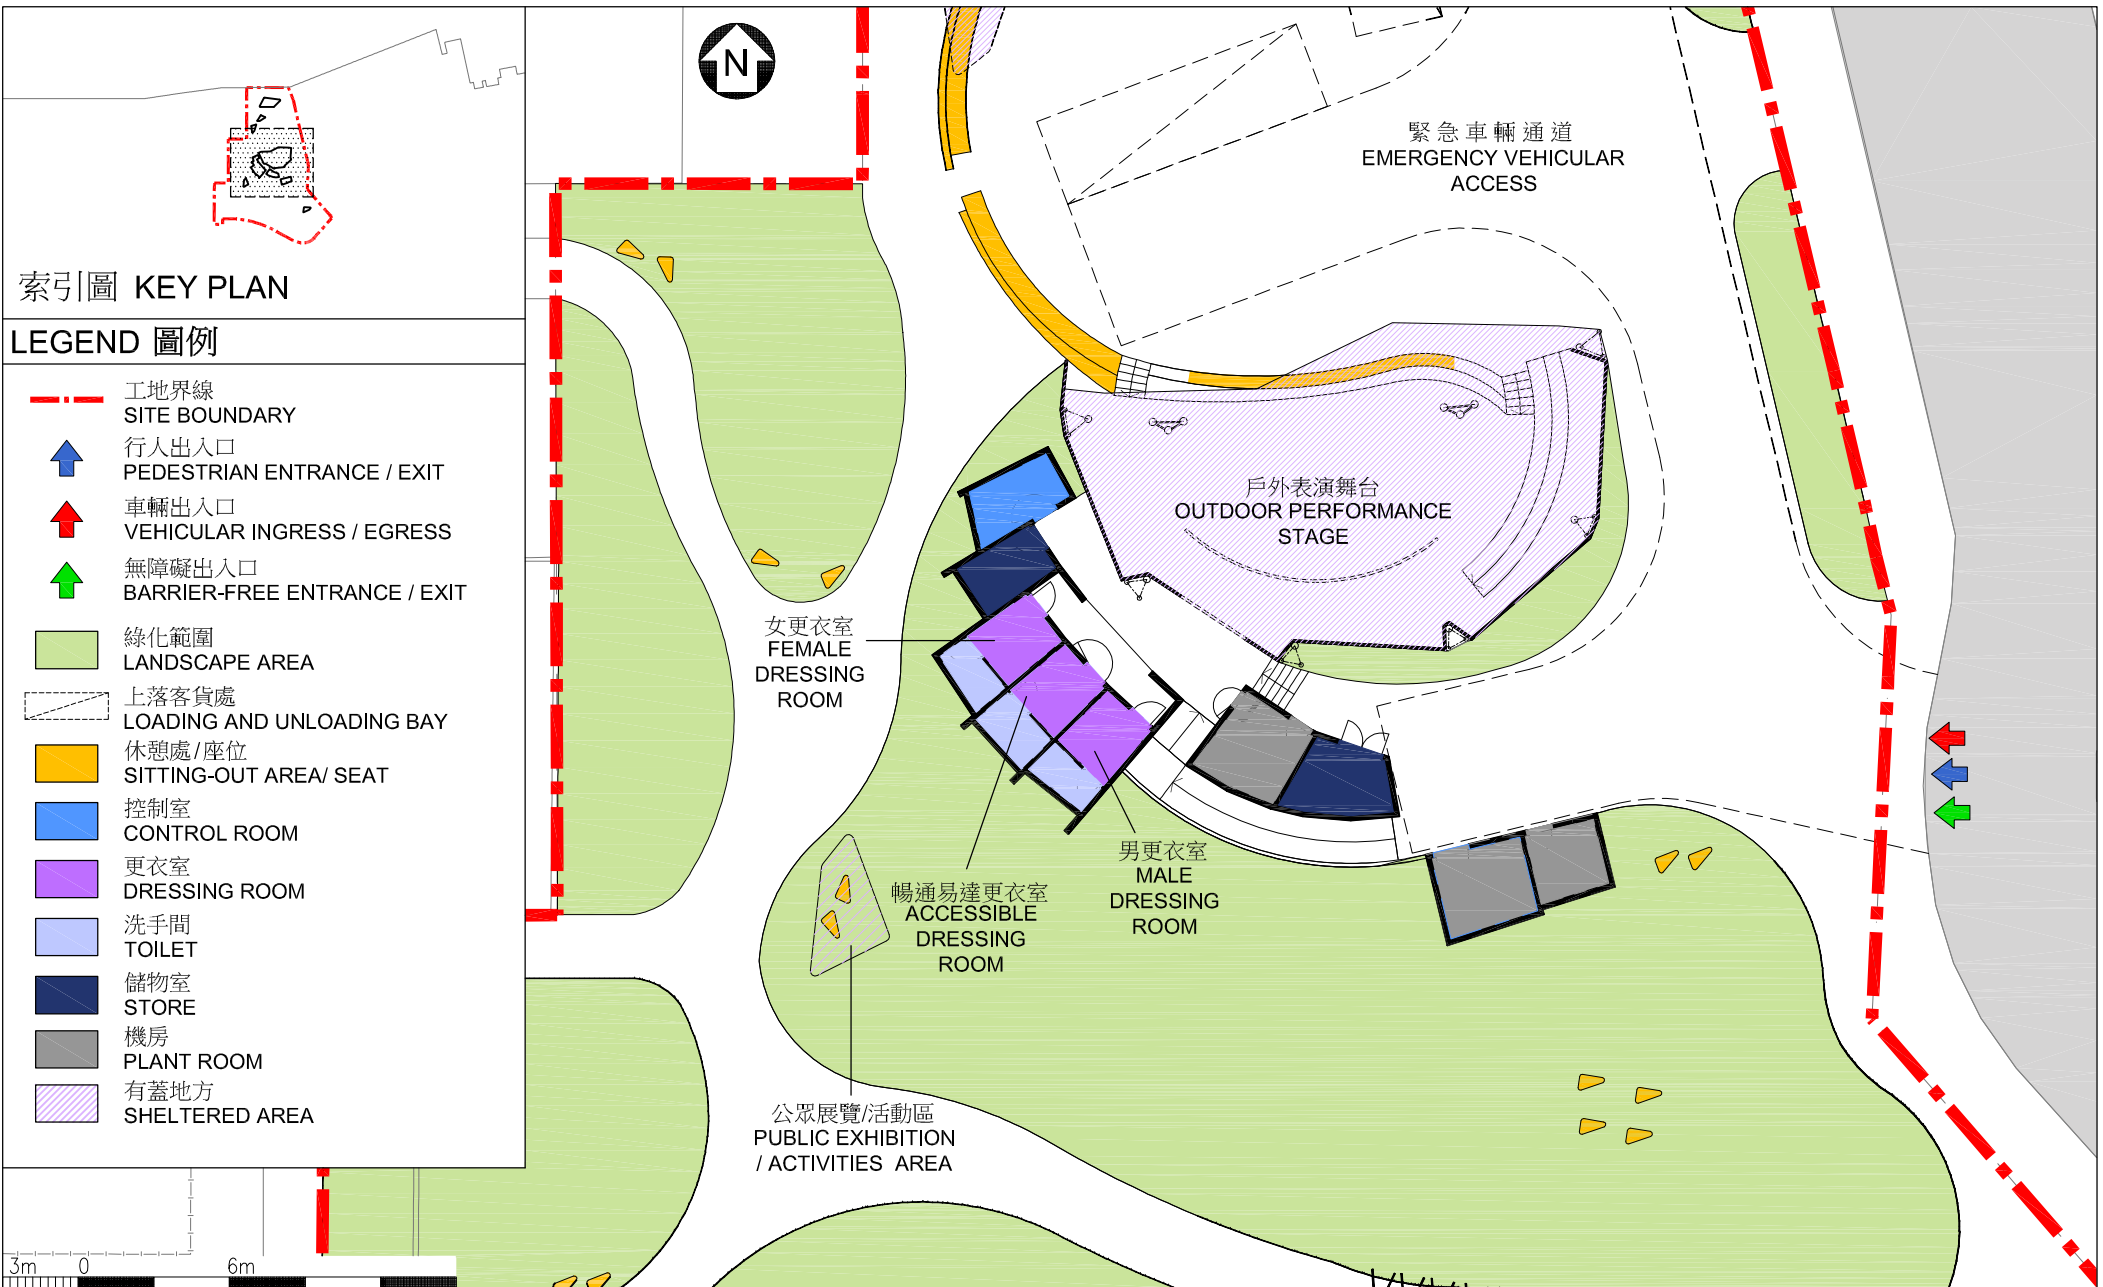 N
索引圖 KEY PLAN
LEGEND 圖例
工地界線
SITE BOUNDARY
行人出入口
PEDESTRIAN ENTRANCE / EXIT
車輛出入口
VEHICULAR INGRESS / EGRESS
無障礙出入口
BARRIER-FREE ENTRANCE / EXIT
綠化範圍
LANDSCAPE AREA
上落客貨處
LOADING AND UNLOADING BAY
休憩處/座位
SITTING-OUT AREA/ SEAT
控制室
CONTROL ROOM
更衣室
DRESSING ROOM
洗手間
TOILET
儲物室
STORE
機房
PLANT ROOM
有蓋地方
SHELTERED AREA
3m 0 6m
緊急車輛通道
EMERGENCY VEHICULAR
ACCESS
戶外表演舞台
OUTDOOR PERFORMANCE
STAGE
女更衣室
FEMALE
DRESSING
ROOM
男更衣室
MALE
DRESSING
ROOM
暢通易達更衣室
ACCESSIBLE
DRESSING
ROOM
公眾展覽/活動區
PUBLIC EXHIBITION
/ ACTIVITIES AREA